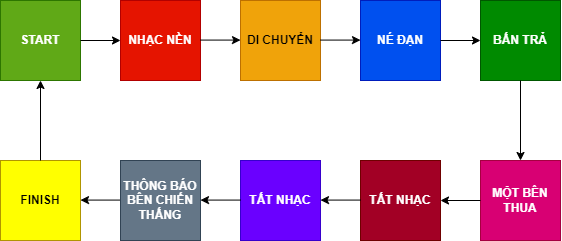 START
NHẠC NỀN
DI CHUYỂN
NÉ ĐẠN
BẮN TRẢ
FINISH
THÔNG BÁO
BÊN CHIẾN
THẮNG
TẮT NHẠC
TẮT NHẠC
MỘT BÊN
THUA